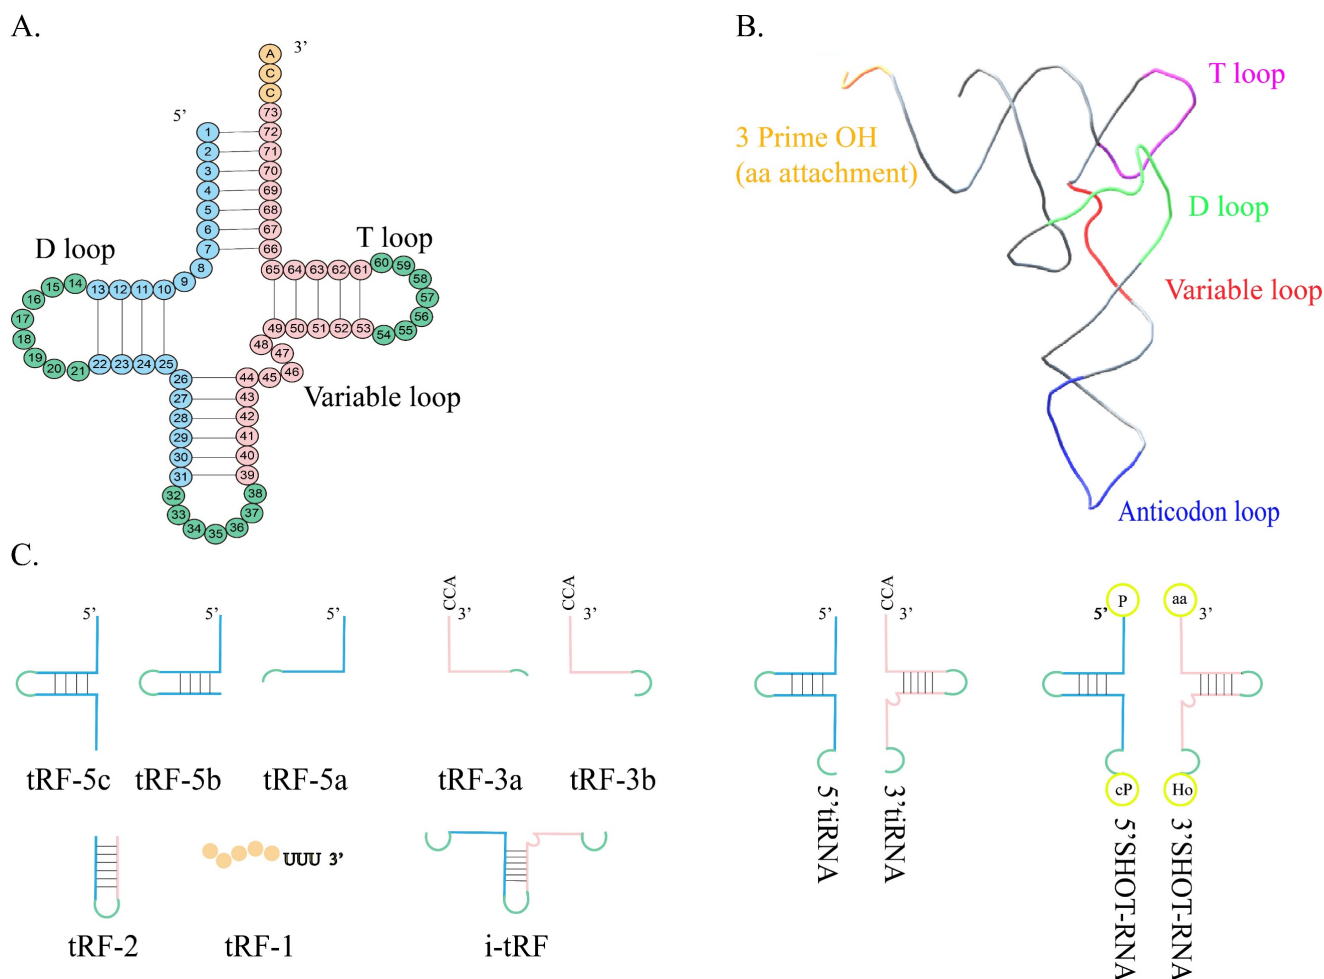 A.
B.
3’
A
C
C
73
5’
1
72
2
71
3
70
4
69
5
68
6
67
7
66
8
9
D loop
T loop
65 64 63 62 61 60 59 58 57 56 55 54
49 50 51 52 53
48
47
46
45
44
16 15 14 13 12 11 10
17
18
19
20 21 22 23 24 25
26
27
43
28
42
29
41
30
40
31
39
32
38
33
37
34 35 36
Variable loop
T loop
3 Prime OH
(aa attachment)
D loop
Variable loop
Anticodon loop
C.
5’
5’
5’
CCA
3’
CCA
3’
5’
CCA
3’
5’
P
aa
3’
tRF-5c
tRF-5b
tRF-5a
tRF-3a
tRF-3b
cP
Ho
5’tiRNA
3’tiRNA
5’SHOT-RNA
3’SHOT-RNA
UUU 3’
tRF-2
tRF-1
i-tRF